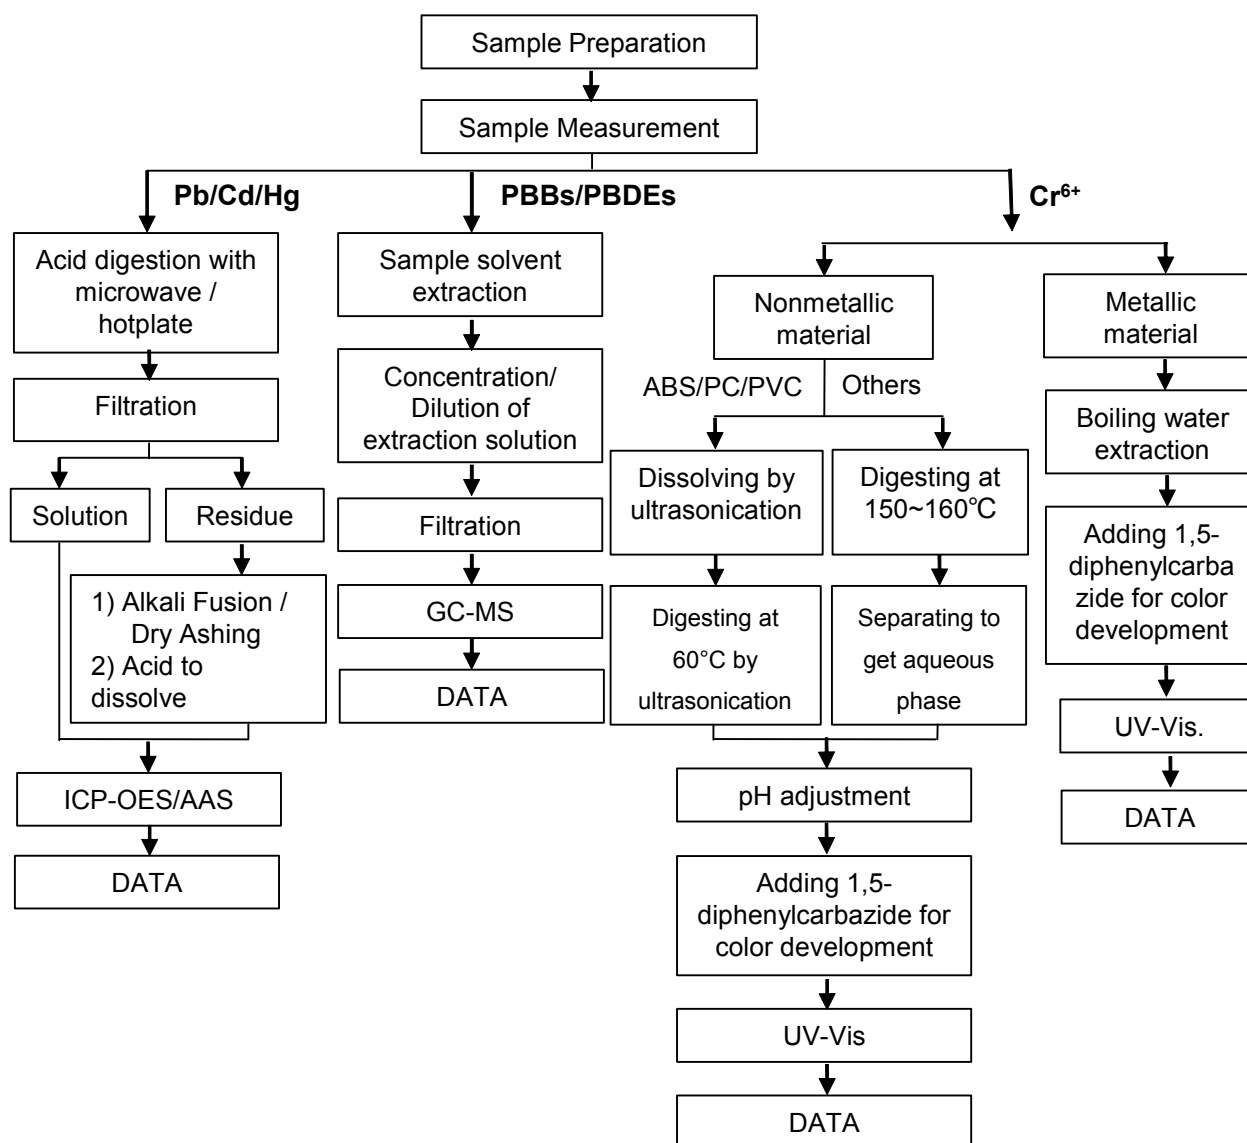 Sample Preparation
Sample Measurement
Pb/Cd/Hg
PBBs/PBDEs
Cr⁶⁺
Acid digestion with
microwave /
hotplate
Filtration
Solution
Residue
1) Alkali Fusion /
Dry Ashing
2) Acid to
dissolve
ICP-OES/AAS
DATA
Sample solvent
extraction
Concentration/
Dilution of
extraction solution
Filtration
GC-MS
DATA
Nonmetallic
material
ABS/PC/PVC
Others
Dissolving by
ultrasonication
Digesting at
60°C by
ultrasonication
Digesting at
150~160℃
Separating to
get aqueous
phase
pH adjustment
Adding 1,5-
diphenylcarbazide for
color development
UV-Vis
DATA
Metallic
material
Boiling water
extraction
Adding 1,5-
diphenylcarba
zide for color
development
UV-Vis.
DATA